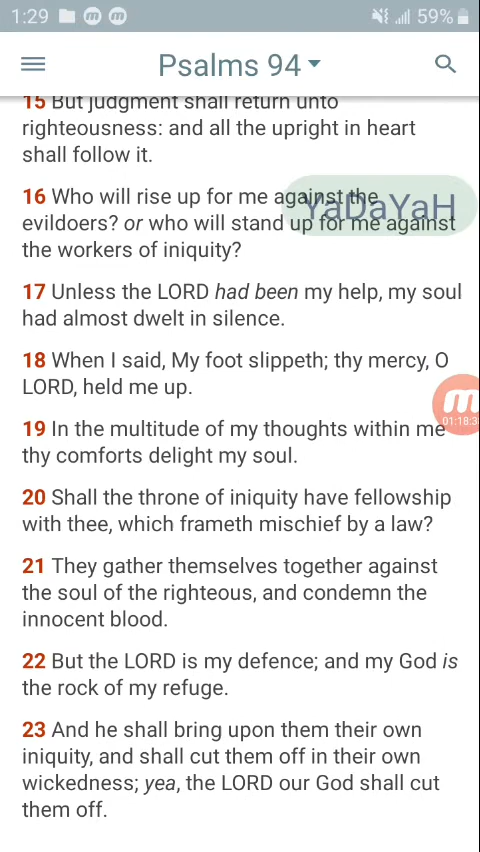 1:29
59%
Psalms 94
15 But judgment shall return unto
righteousness: and all the upright in heart
shall follow it.
16 Who will rise up for me against the
evildoers? or who will stand up for me against
the workers of iniquity?
YaDaYaH
17 Unless the LORD had been my help, my soul
had almost dwelt in silence.
18 When I said, My foot slippeth; thy mercy, O
LORD, held me up.
m
01:18:3
19 In the multitude of my thoughts within me
thy comforts delight my soul.
20 Shall the throne of iniquity have fellowship
with thee, which frameth mischief by a law?
21 They gather themselves together against
the soul of the righteous, and condemn the
innocent blood.
22 But the LORD is my defence; and my God is
the rock of my refuge.
23 And he shall bring upon them their own
iniquity, and shall cut them off in their own
wickedness; yea, the LORD our God shall cut
them off.